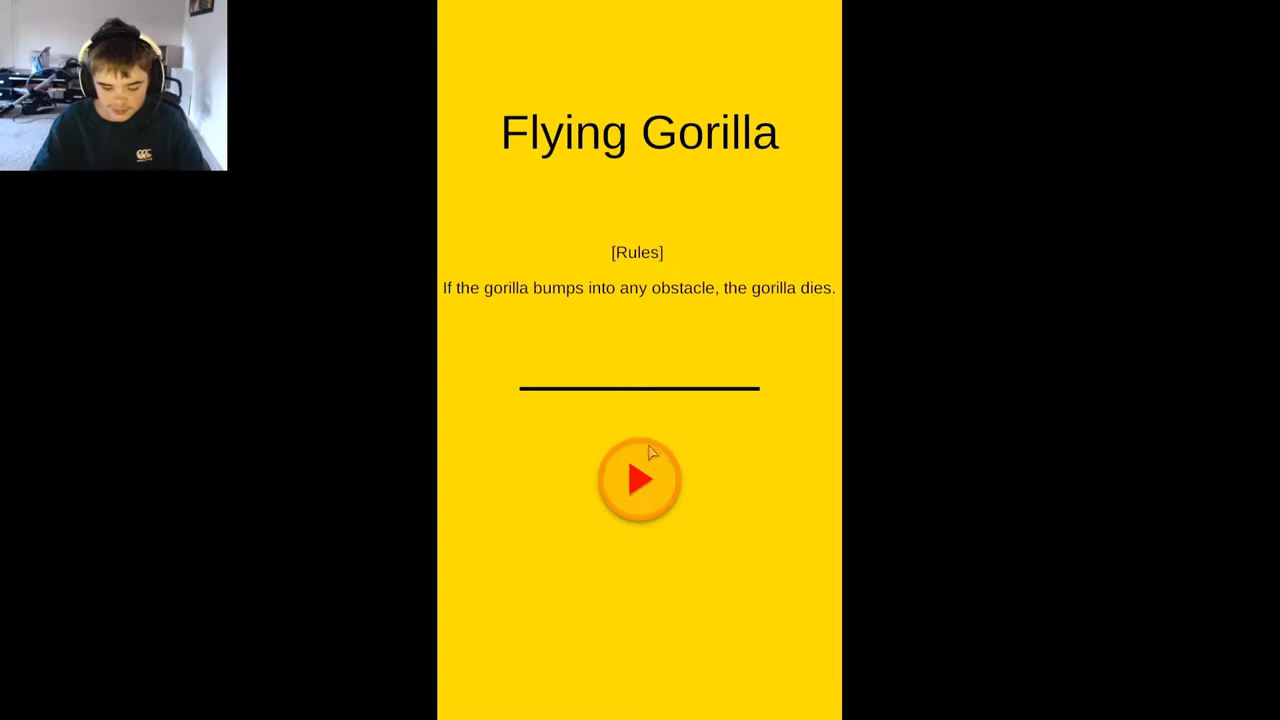 Flying Gorilla
[Rules]
If the gorilla bumps into any obstacle, the gorilla dies.